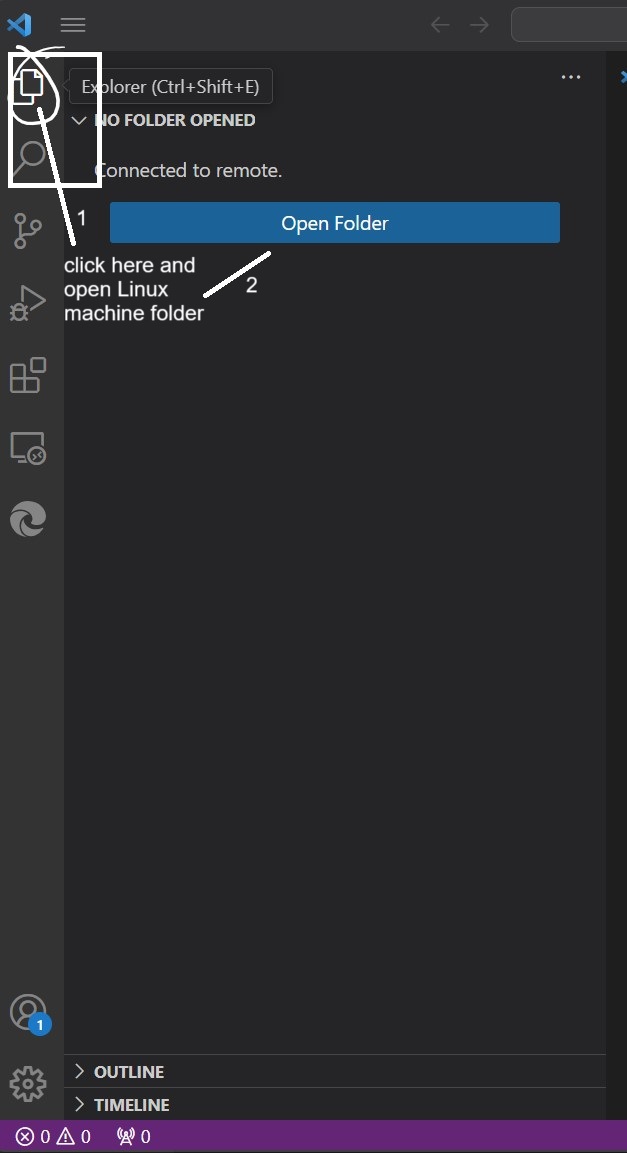 Explorer (Ctrl+Shift+E)
NO FOLDER OPENED
Connected to remote.
1
Open Folder
click here and
open Linux
machine folder
2
1
OUTLINE
TIMELINE
0 0 0